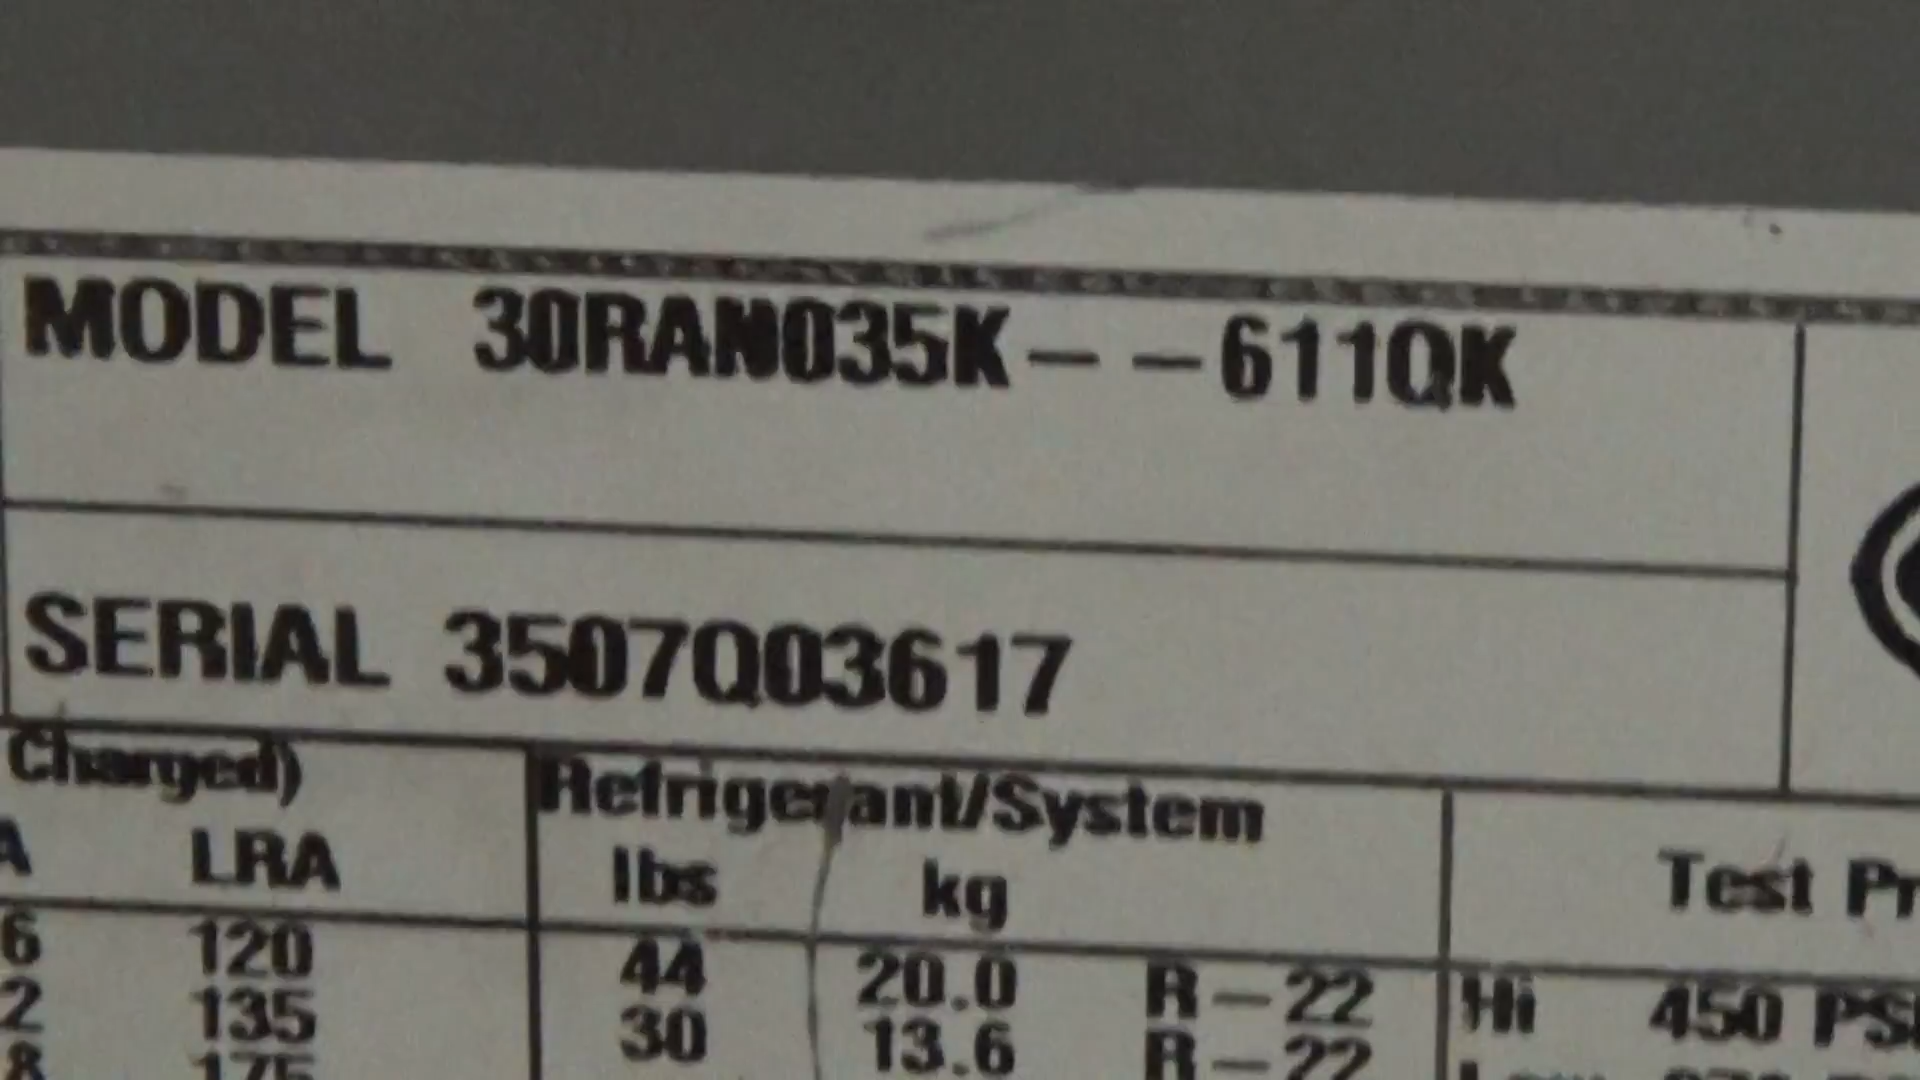 MODEL 30RAN035K--611QK
SERIAL 3507Q03617
Charged) Refrigerant/System
A LRA lbs kg Test Pr
6 120 44 20.0 R-22 Hi 450 PSI
2 135 30 13.6 R-22
8 175